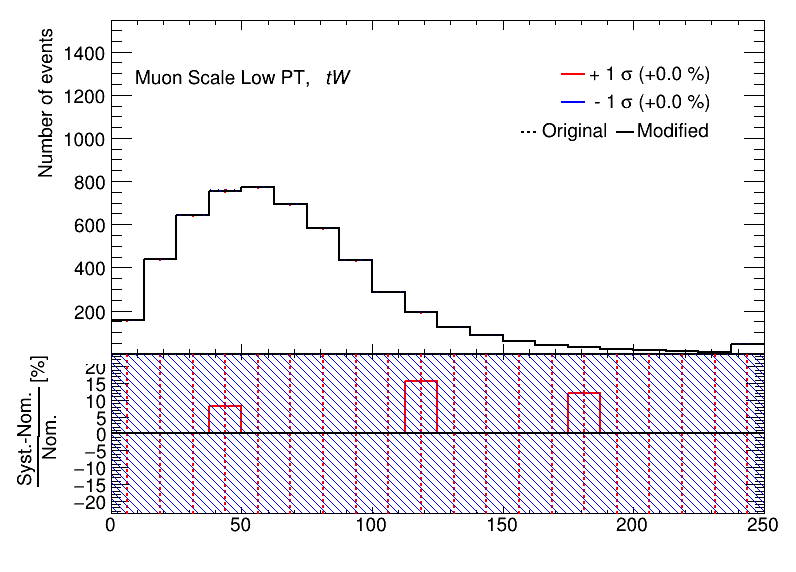 Number of events
1400
1200
1000
800
600
400
200
Muon Scale Low PT, tW
+ 1 σ (+0.0 %)
- 1 σ (+0.0 %)
Original Modified
Syst.-Nom.
Nom.
[%]
20
15
10
5
0
−5
−10
−15
−20
0 50 100 150 200 250